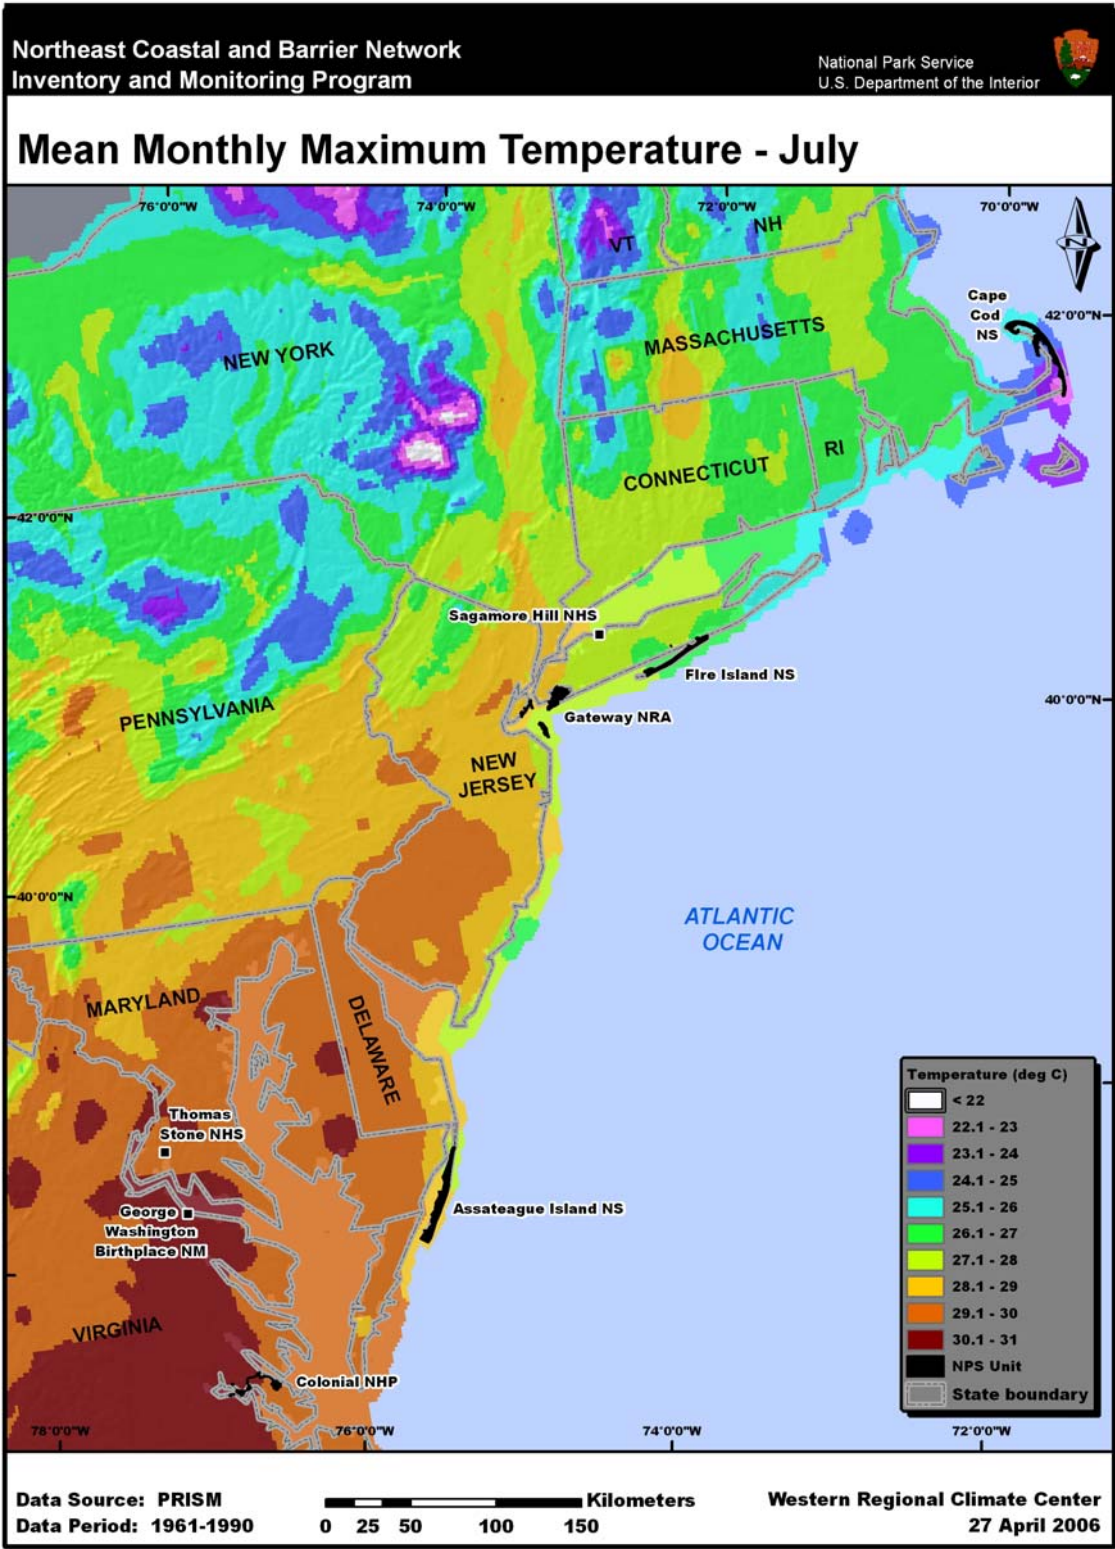 Northeast Coastal and Barrier Network
Inventory and Monitoring Program
National Park Service
U.S. Department of the Interior
Mean Monthly Maximum Temperature - July
76°0'0"W
74°0'0"W
72°0'0"W
70°0'0"W
VT
NH
N
Cape
Cod
NS
42°0'0"N
NEW YORK
MASSACHUSETTS
CONNECTICUT
RI
42°0'0"N
Sagamore Hill NHS
Fire Island NS
40°0'0"N
PENNSYLVANIA
Gateway NRA
NEW
JERSEY
40°0'0"N
ATLANTIC
OCEAN
MARYLAND
DELAWARE
Thomas
Stone NHS
George
Washington
Birthplace NM
Assateague Island NS
VIRGINIA
Colonial NHP
Temperature (deg C)
< 22
22.1 - 23
23.1 - 24
24.1 - 25
25.1 - 26
26.1 - 27
27.1 - 28
28.1 - 29
29.1 - 30
30.1 - 31
NPS Unit
State boundary
78°0'0"W
76°0'0"W
74°0'0"W
72°0'0"W
Data Source: PRISM
Data Period: 1961-1990
Kilometers
0 25 50 100 150
Western Regional Climate Center
27 April 2006